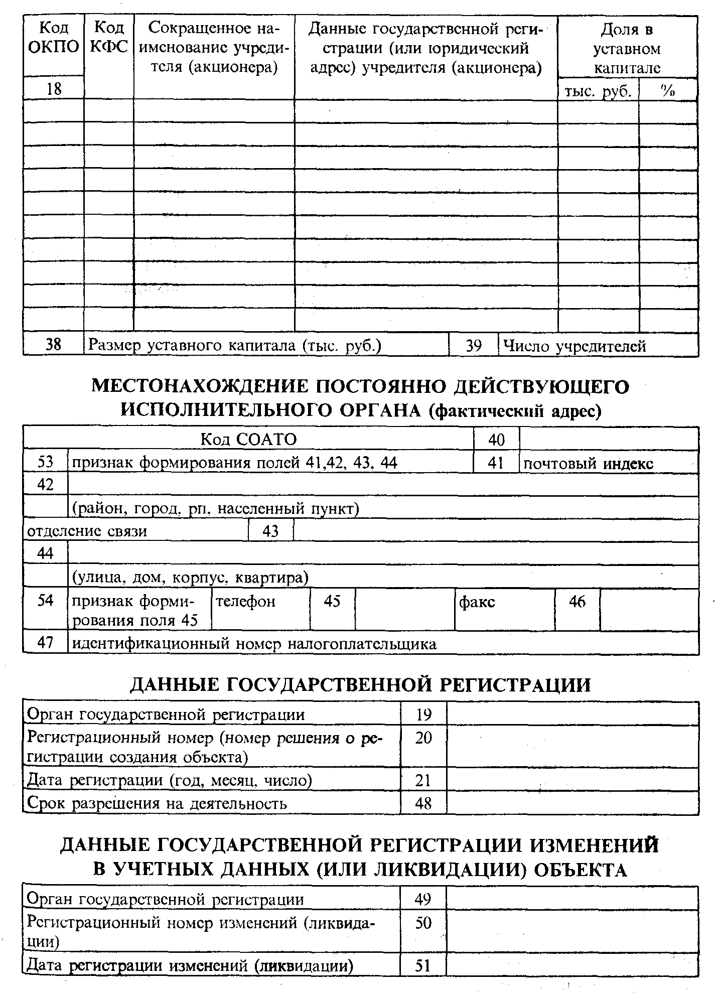 Код ОКПО
Код КФС
Сокращенное на-
именование учреди-
теля (акционера)
Данные государственной реги-
страции (или юридический
адрес) учредителя (акционера)
Доля в
уставном
капитале
18
тыс. руб.
%
38 Размер уставного капитала (тыс. руб.) 39 Число учредителей
МЕСТОНАХОЖДЕНИЕ ПОСТОЯННО ДЕЙСТВУЮЩЕГО
ИСПОЛНИТЕЛЬНОГО ОРГАНА (фактический адрес)
Код СОАТО 40
53 признак формирования полей 41,42, 43, 44 41 почтовый индекс
42
(район, город, рп, населенный пункт)
отделение связи 43
44
(улица, дом, корпус, квартира)
54 признак форми-
рования поля 45
телефон 45 факс 46
47 идентификационный номер налогоплательщика
ДАННЫЕ ГОСУДАРСТВЕННОЙ РЕГИСТРАЦИИ
Орган государственной регистрации 19
Регистрационный номер (номер решения о ре- 20
гистрации создания объекта)
Дата регистрации (год, месяц, число) 21
Срок разрешения на деятельность 48
ДАННЫЕ ГОСУДАРСТВЕННОЙ РЕГИСТРАЦИИ ИЗМЕНЕНИЙ
В УЧЕТНЫХ ДАННЫХ (ИЛИ ЛИКВИДАЦИИ) ОБЪЕКТА
Орган государственной регистрации 49
Регистрационный номер изменений (ликвида- 50
ции)
Дата регистрации изменений (ликвидации) 51